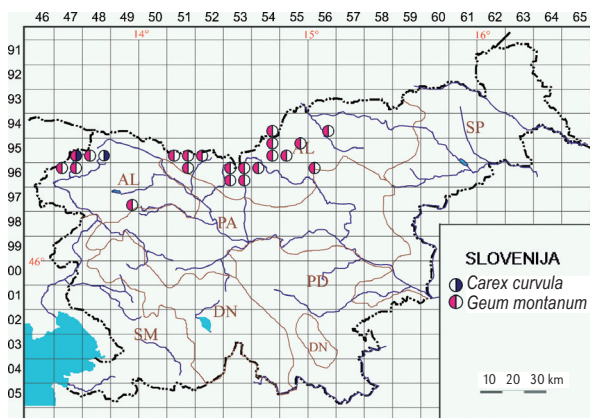 46 47 48 49 50 51 52 53 54 55 56 57 58 59 60 61 62 63 64 65
14° 15° 16°
91
92
93
94
95
96
97
98
99
46°
00
01
02
03
04
05
SP
AL
AL
PA
PD
DN
SM
DN
SLOVENIJA
Carex curvula
Geum montanum
10 20 30 km